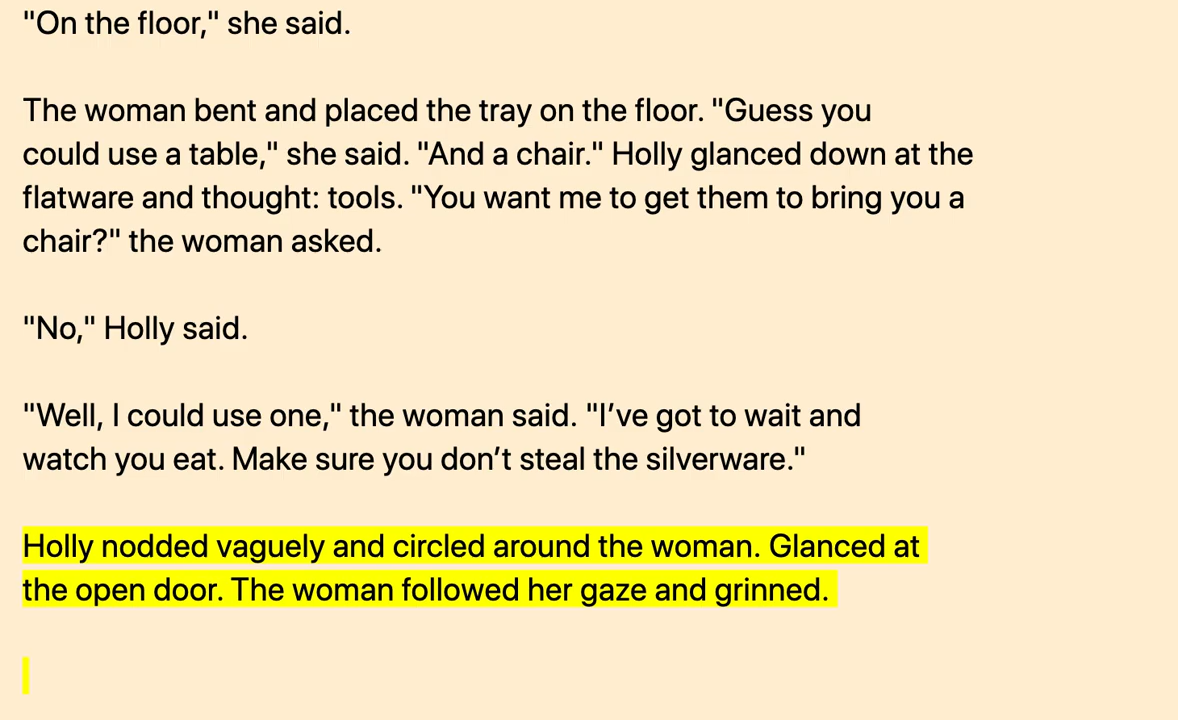 "On the floor," she said.
The woman bent and placed the tray on the floor. "Guess you
could use a table," she said. "And a chair." Holly glanced down at the
flatware and thought: tools. "You want me to get them to bring you a
chair?" the woman asked.
"No," Holly said.
"Well, I could use one," the woman said. "I’ve got to wait and
watch you eat. Make sure you don’t steal the silverware."
Holly nodded vaguely and circled around the woman. Glanced at
the open door. The woman followed her gaze and grinned.